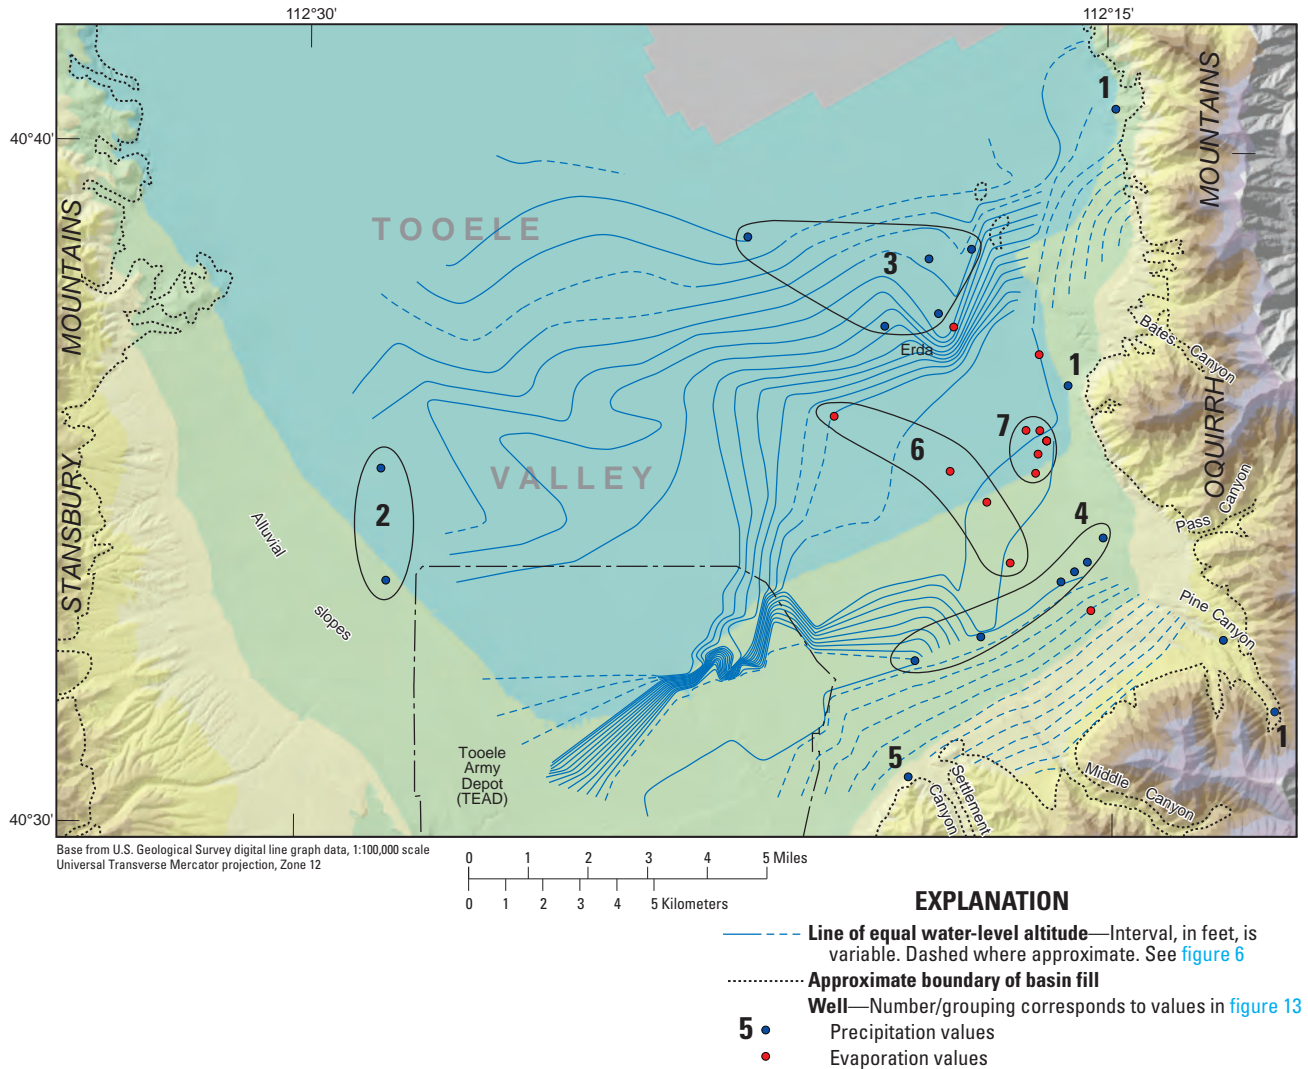 112°30'
112°15'
40°40'
1
MOUNTAINS
MOUNTAINS
TOOELE
3
Erda
Bates Canyon
1
OQUIRRH
7
6
VALLEY
STANSBURY
2
Alluvial
slopes
4
Pass Canyon
Pine Canyon
1
5
Tooele
Army
Depot
(TEAD)
Settlement
Canyon
Middle Canyon
40°30'
Base from U.S. Geological Survey digital line graph data, 1:100,000 scale
Universal Transverse Mercator projection, Zone 12
0 1 2 3 4 5 Miles
0 1 2 3 4 5 Kilometers
EXPLANATION
Line of equal water-level altitude—Interval, in feet, is
variable. Dashed where approximate. See figure 6
Approximate boundary of basin fill
Well—Number/grouping corresponds to values in figure 13
5 Precipitation values
Evaporation values